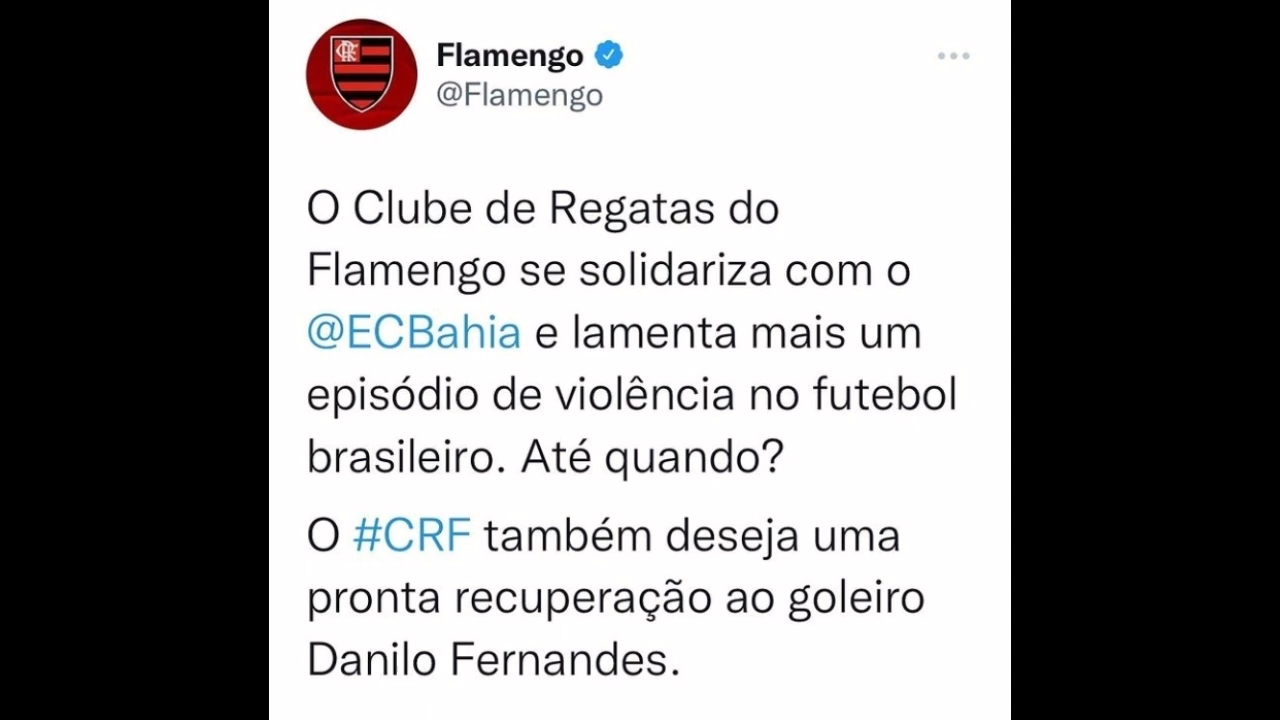 Flamengo
@Flamengo
O Clube de Regatas do
Flamengo se solidariza com o
@ECBahia e lamenta mais um
episódio de violência no futebol
brasileiro. Até quando?
O #CRF também deseja uma
pronta recuperação ao goleiro
Danilo Fernandes.